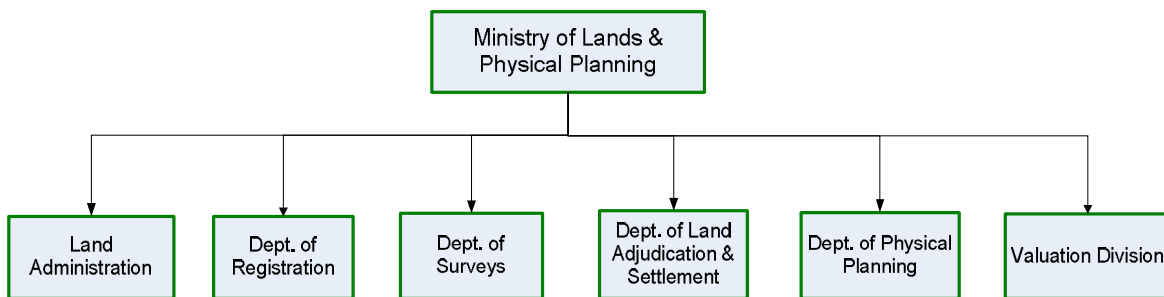 Ministry of Lands &
Physical Planning
Land
Administration
Dept. of
Registration
Dept. of
Surveys
Dept. of Land
Adjudication &
Settlement
Dept. of Physical
Planning
Valuation Division